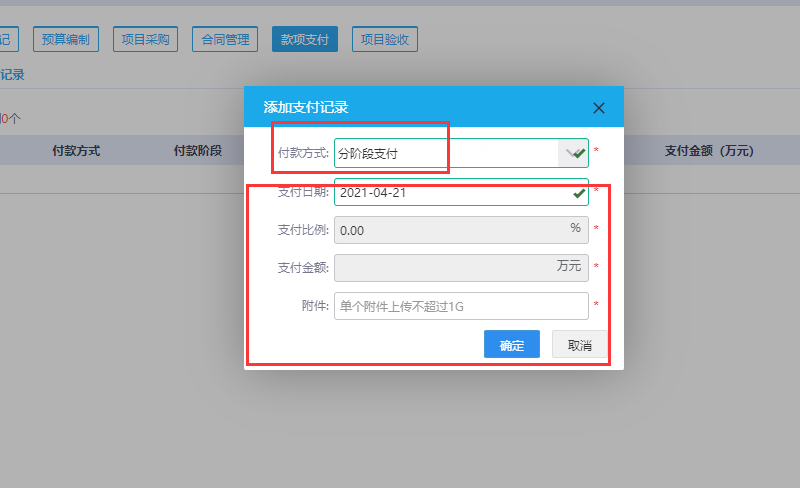 记 预算编制 项目采购 合同管理 款项支付 项目验收
记录
0个
添加支付记录
付款方式 付款阶段 支付金额（万元）
付款方式: 分阶段支付 *
支付日期: 2021-04-21 *
支付比例: 0.00 % *
支付金额: 万元 *
附件: 单个附件上传不超过1G *
确定 取消